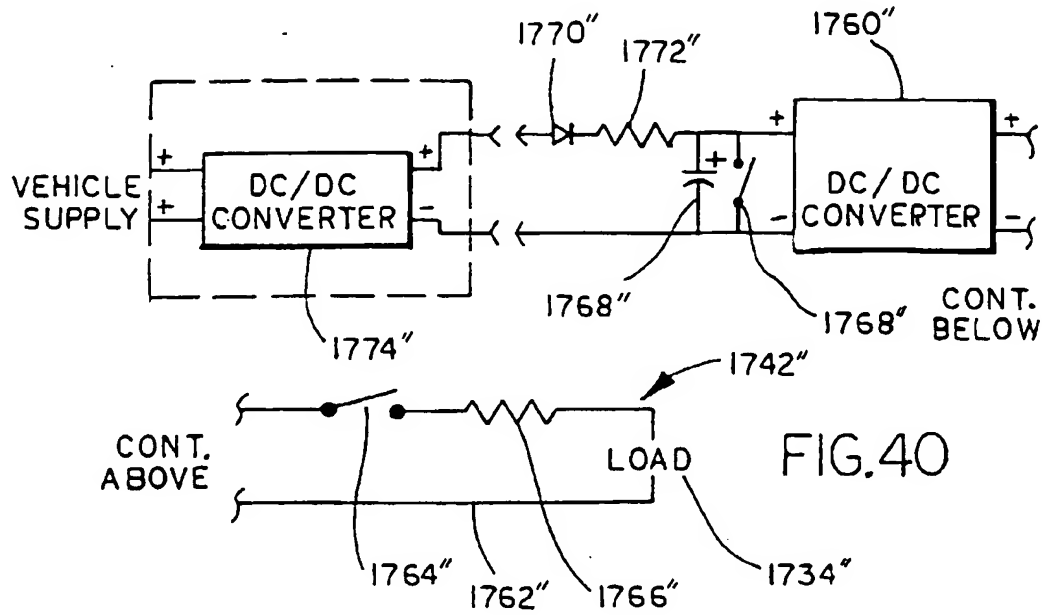 1770"
1772"
1760"
VEHICLE
SUPPLY
+
+
DC/DC
CONVERTER
+
-
+
+
-
DC/DC
CONVERTER
+
-
1768"
1768"
CONT.
BELOW
1774"
1742"
CONT.
ABOVE
LOAD
FIG.40
1764"
1762"
1766"
1734"